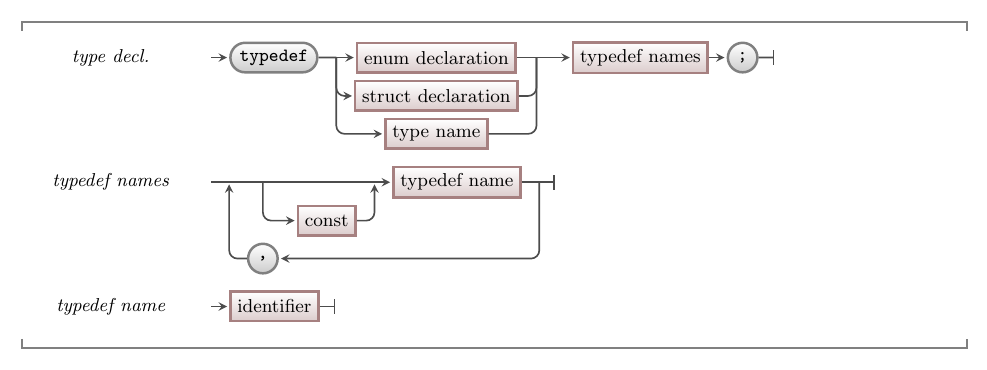 type decl. typedef enum declaration typedef names ;
struct declaration
type name
typedef names typedef name
const
,
typedef name identifier